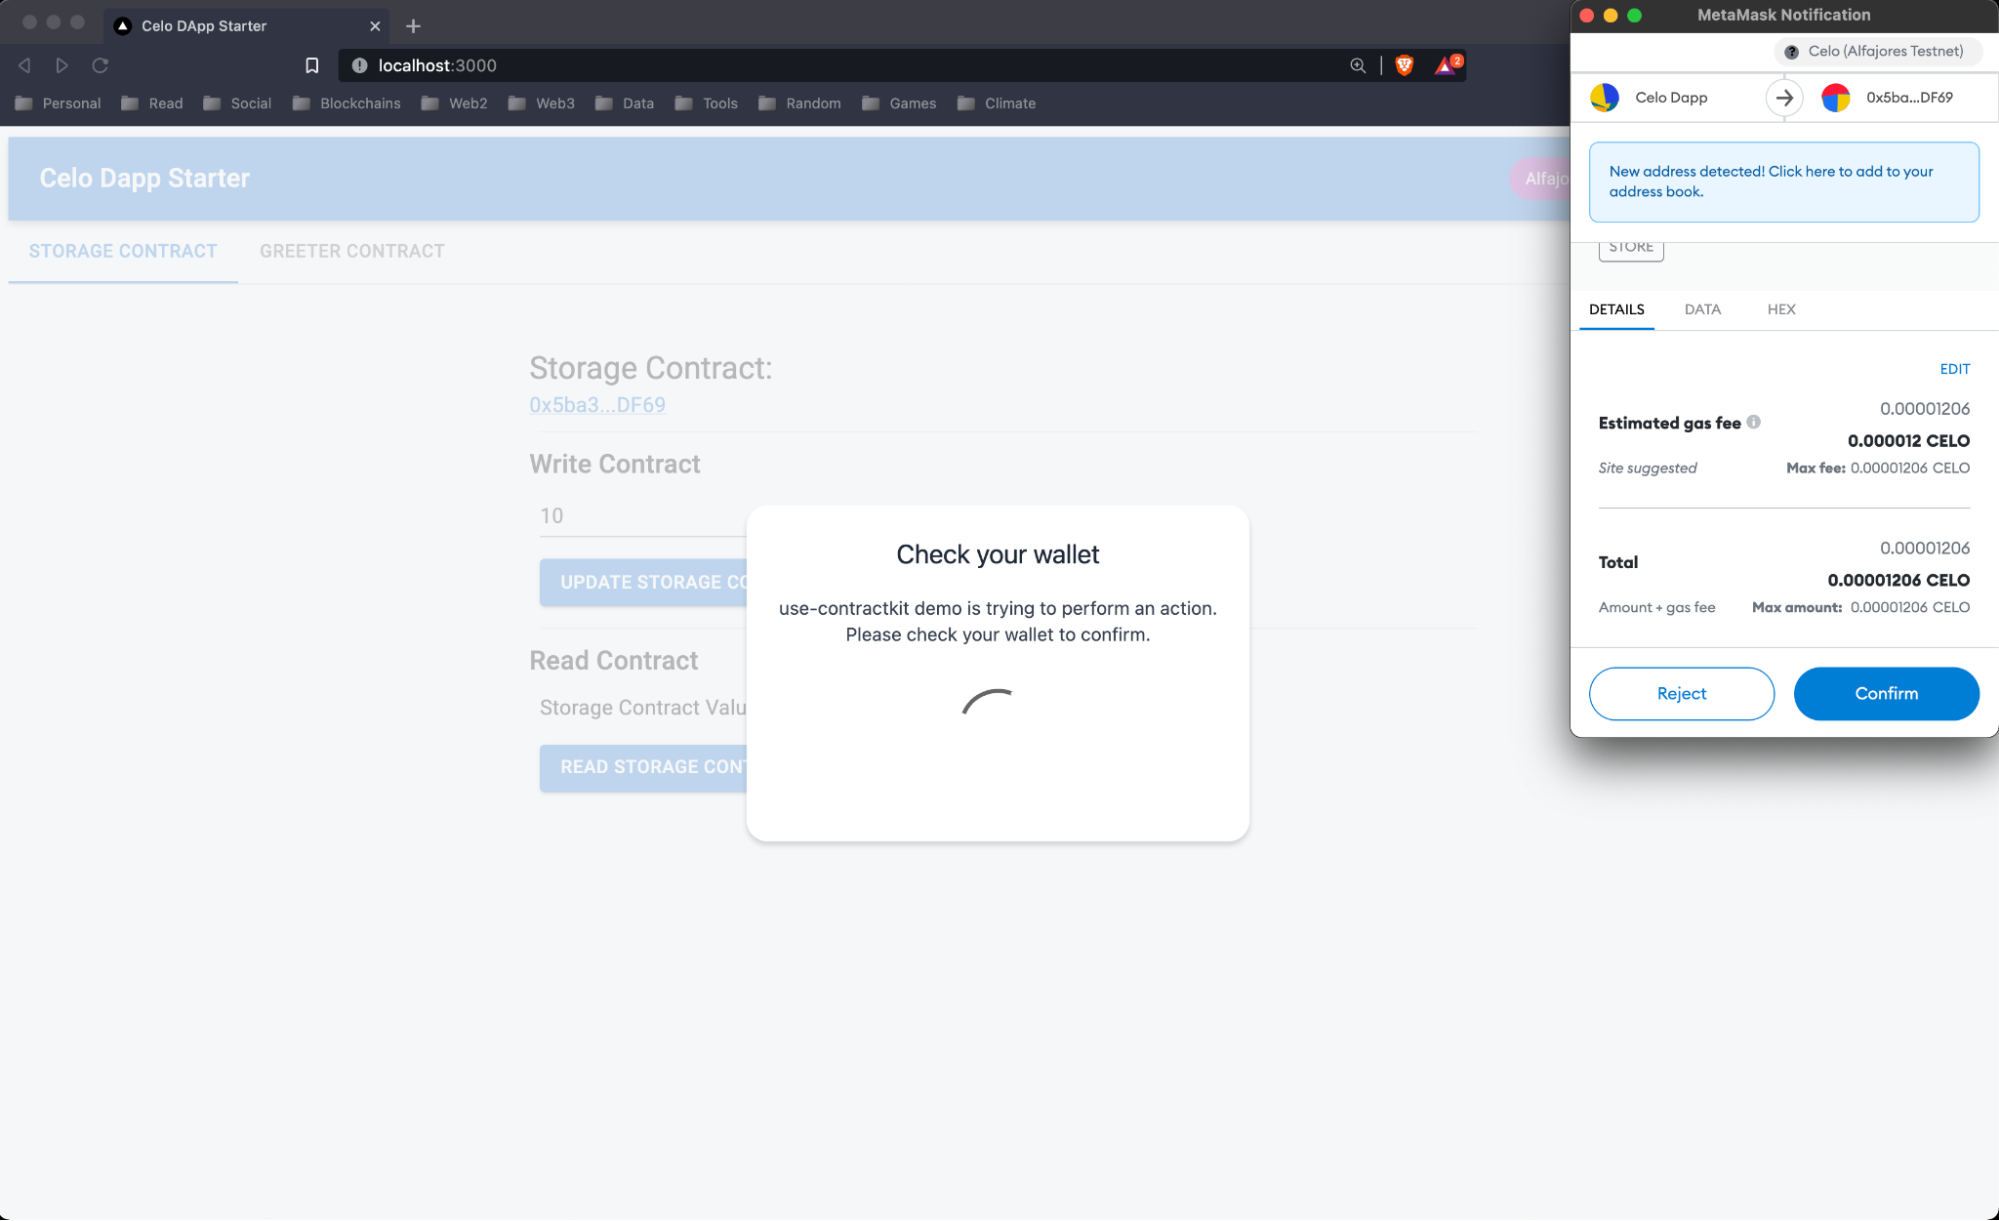 Celo DApp Starter
localhost:3000
2
Personal Read Social Blockchains Web2 Web3 Data Tools Random Games Climate
Celo Dapp Starter
Alfajo
STORAGE CONTRACT GREETER CONTRACT
Storage Contract:
0x5ba3...DF69
Write Contract
10
UPDATE STORAGE CO
Read Contract
Storage Contract Valu
READ STORAGE CONT
Check your wallet
use-contractkit demo is trying to perform an action.
Please check your wallet to confirm.
MetaMask Notification
Celo (Alfajores Testnet)
Celo Dapp 0x5ba...DF69
New address detected! Click here to add to your
address book.
STORE
DETAILS DATA HEX
EDIT
0.00001206
Estimated gas fee 0.000012 CELO
Site suggested Max fee: 0.00001206 CELO
0.00001206
Total 0.00001206 CELO
Amount + gas fee Max amount: 0.00001206 CELO
Reject Confirm